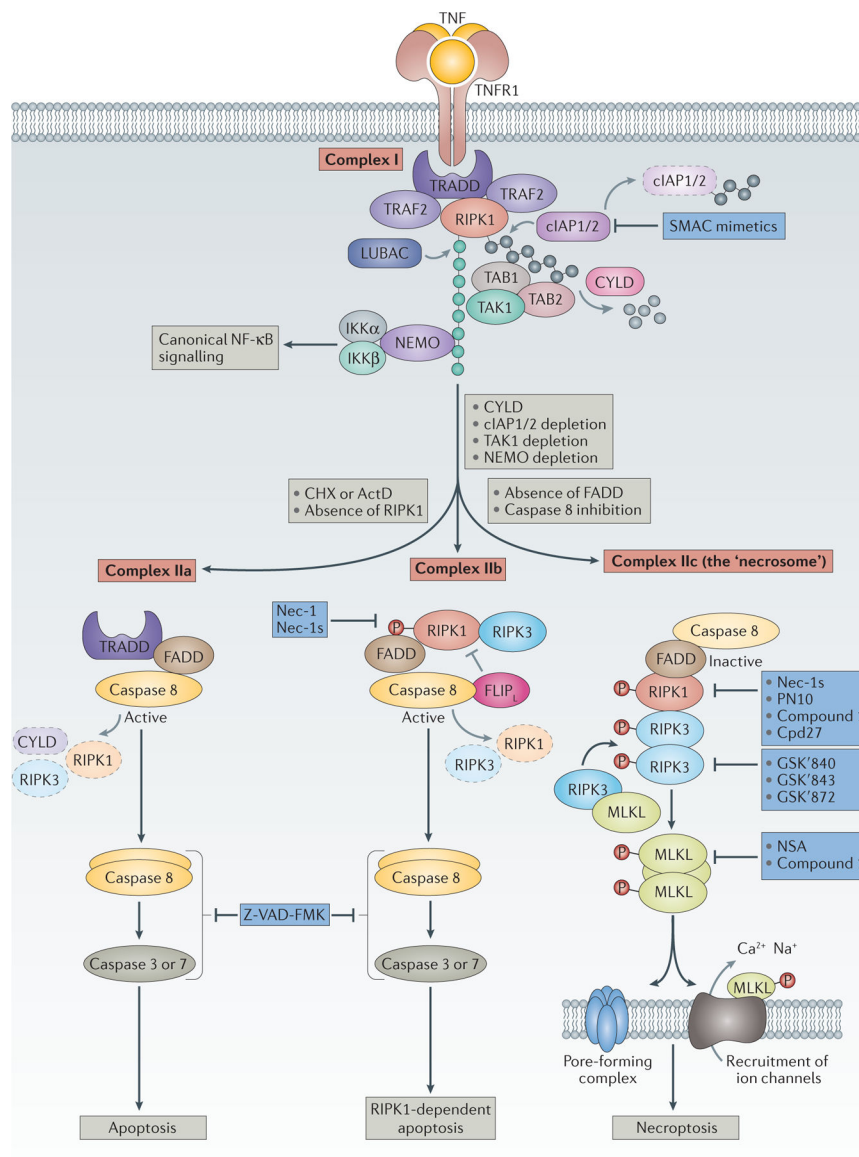 TNF
TNFR1
Complex I
TRADD
TRAF2
TRAF2
RIPK1
cIAP1/2
cIAP1/2
SMAC mimetics
LUBAC
TAB1
TAK1
TAB2
CYLD
IKKα
IKKβ
NEMO
Canonical NF-κB
signalling
• CYLD
• cIAP1/2 depletion
• TAK1 depletion
• NEMO depletion
• CHX or ActD
• Absence of RIPK1
• Absence of FADD
• Caspase 8 inhibition
Complex IIa
Complex IIb
Complex IIc (the ‘necrosome’)
TRADD
FADD
Caspase 8
Active
CYLD
RIPK1
RIPK3
Caspase 8
Caspase 3 or 7
Apoptosis
Nec-1
Nec-1s
P
RIPK1
RIPK3
FADD
Caspase 8
FLIPL
Active
RIPK1
RIPK3
Z-VAD-FMK
Caspase 8
Caspase 3 or 7
RIPK1-dependent
apoptosis
Caspase 8
FADD
Inactive
P
RIPK1
• Nec-1s
• PN10
• Compound
• Cpd27
P
RIPK3
P
RIPK3
• GSK′840
• GSK′843
• GSK′872
RIPK3
MLKL
P
MLKL
• NSA
• Compound
P
MLKL
Ca2+ Na+
MLKL
P
Pore-forming
complex
Recruitment of
ion channels
Necroptosis